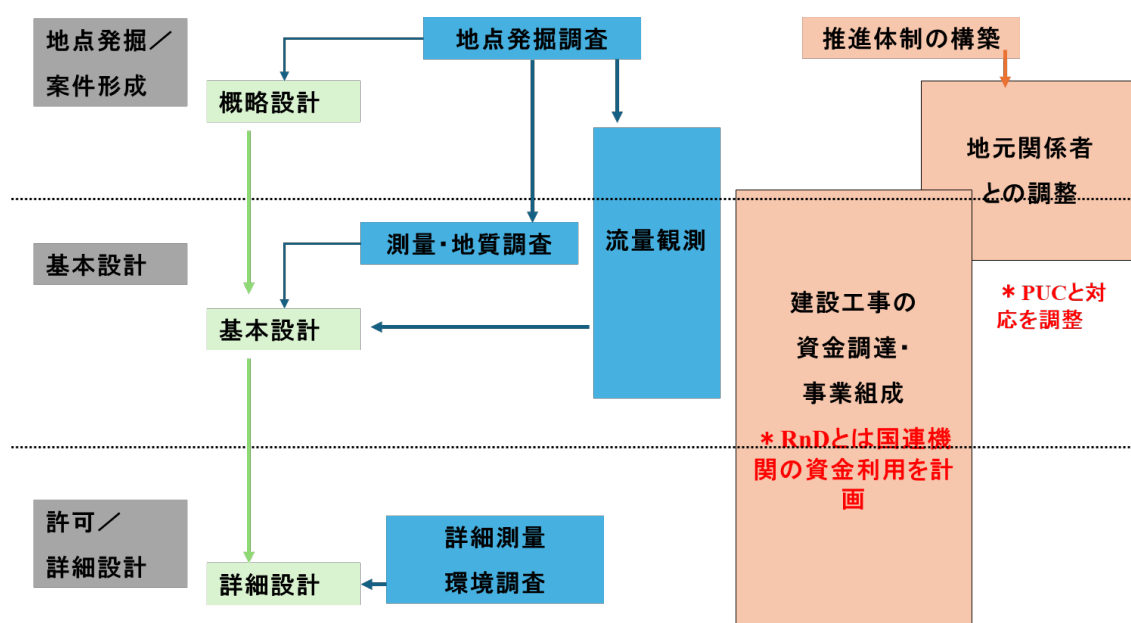 地点発掘／
案件形成
地点発掘調査
推進体制の構築
概略設計
地元関係者
との調整
基本設計
測量・地質調査
流量観測
＊PUCと対
応を調整
基本設計
建設工事の
資金調達・
事業組成
＊RnDとは国連機
関の資金利用を計
画
許可／
詳細設計
詳細測量
環境調査
詳細設計